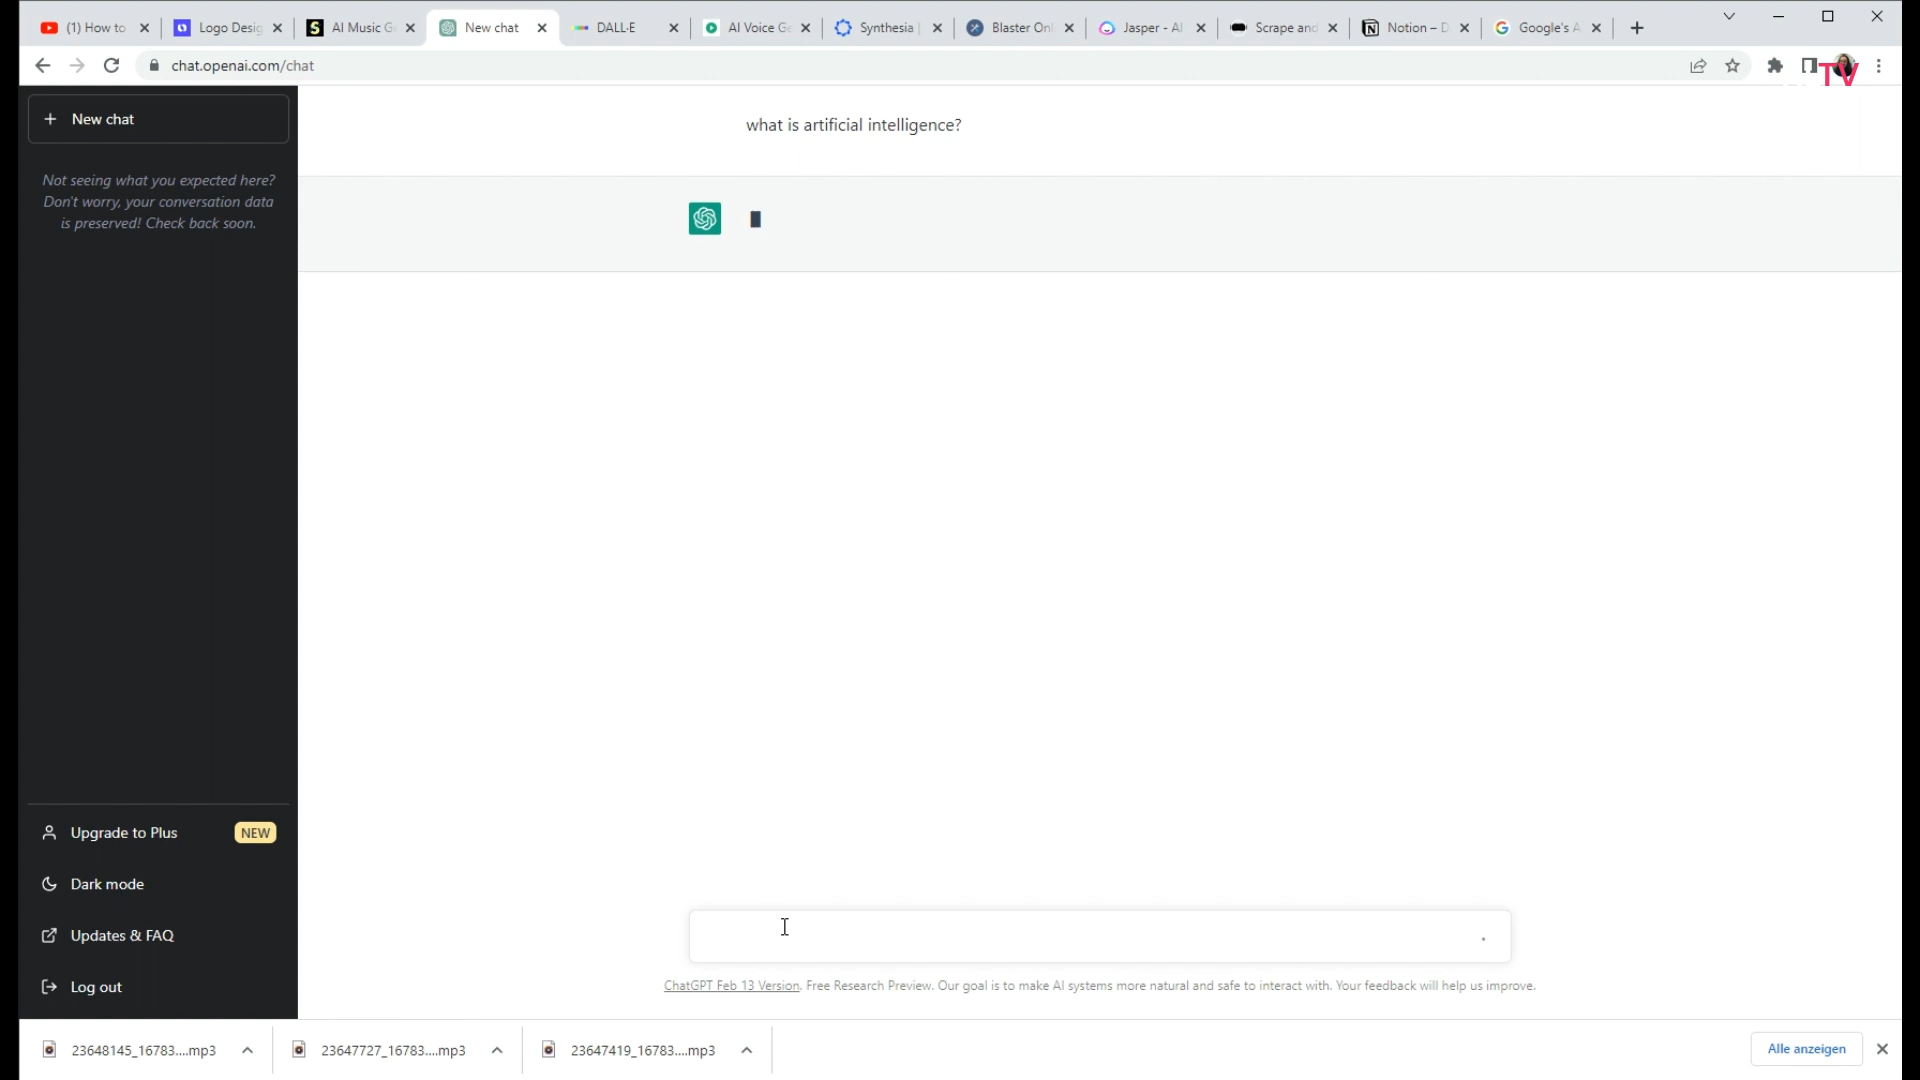 (1) How to
Logo Desig
AI Music G
New chat
DALL·E
AI Voice Ge
Synthesia |
Blaster Onl
Jasper - AI
Scrape and
Notion – D
Google's A
chat.openai.com/chat
TV
New chat
Not seeing what you expected here?
Don't worry, your conversation data
is preserved! Check back soon.
what is artificial intelligence?
Upgrade to Plus NEW
Dark mode
Updates & FAQ
Log out
ChatGPT Feb 13 Version. Free Research Preview. Our goal is to make AI systems more natural and safe to interact with. Your feedback will help us improve.
23648145_16783....mp3
23647727_16783....mp3
23647419_16783....mp3
Alle anzeigen